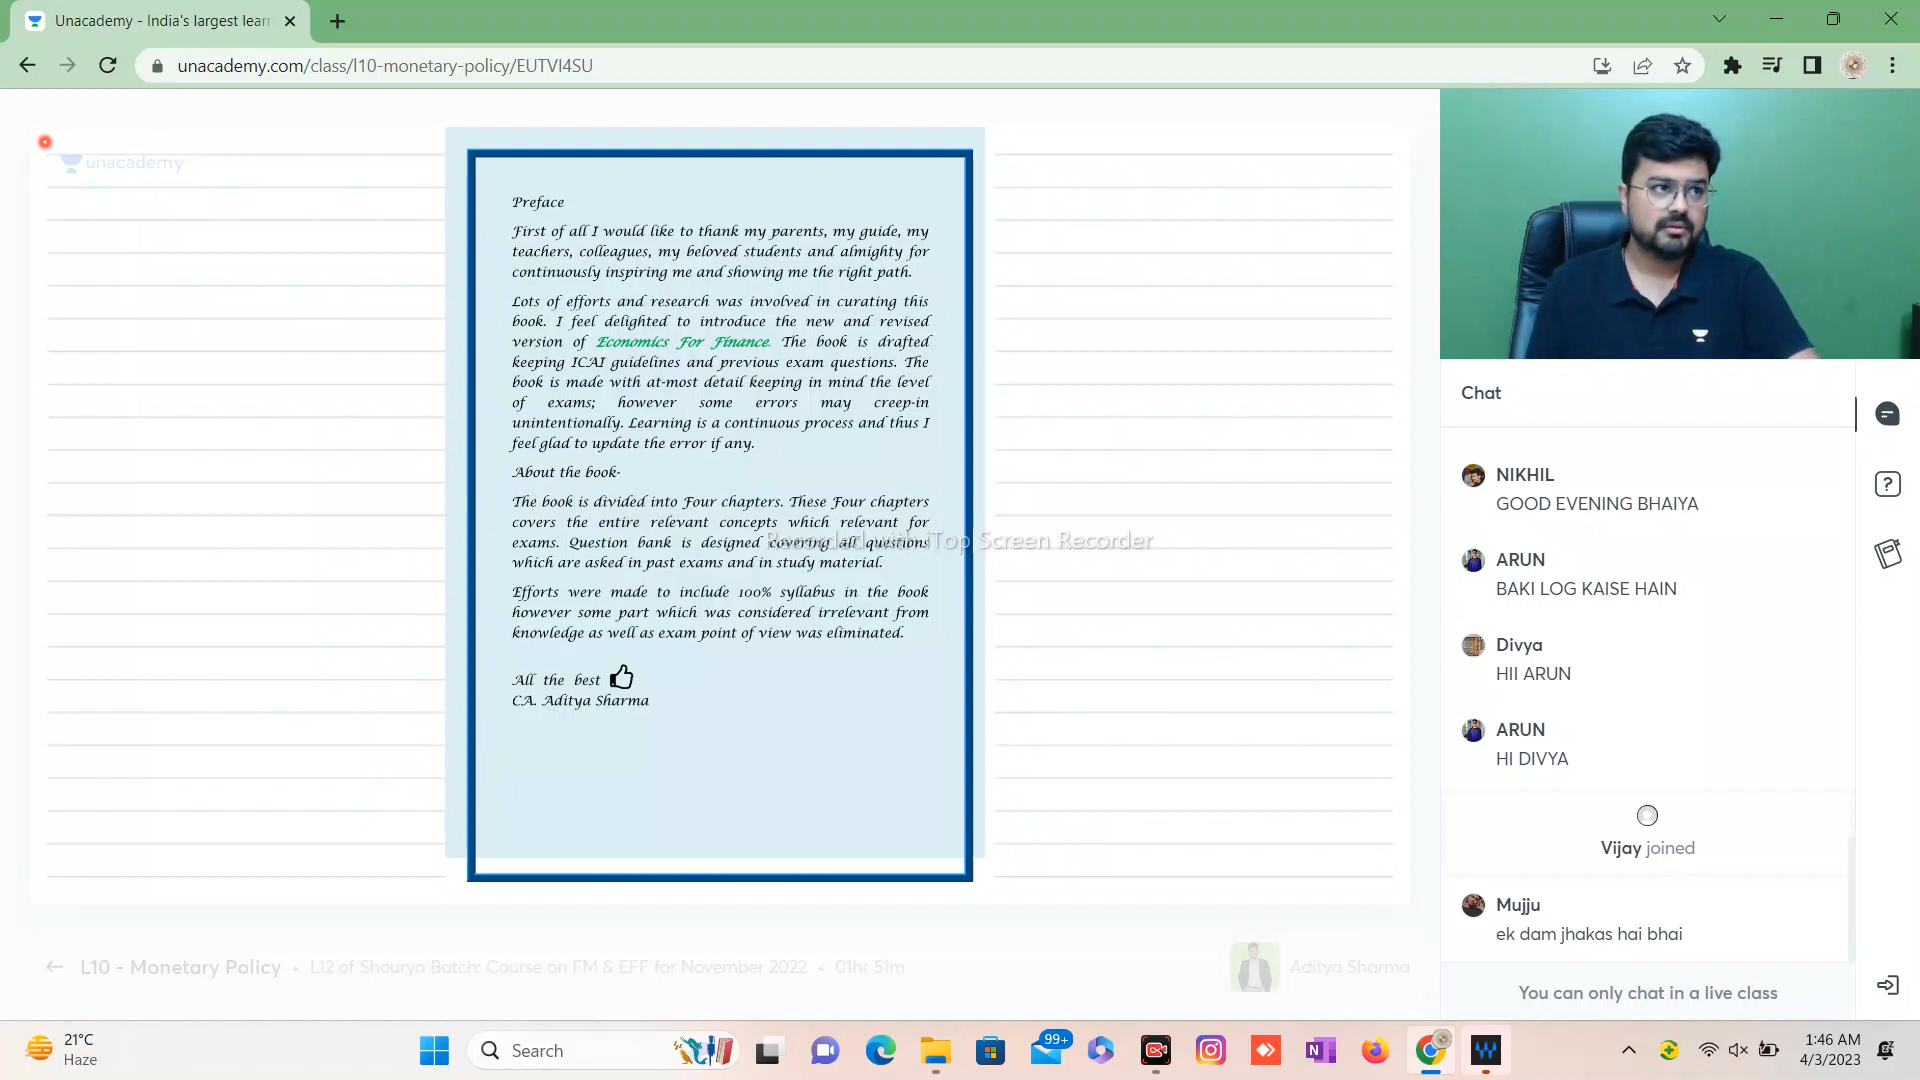 Unacademy - India's largest lear
unacademy.com/class/l10-monetary-policy/EUTVI4SU
unacademy
Preface
First of all I would like to thank my parents, my guide, my
teachers, colleagues, my beloved students and almighty for
continuously inspiring me and showing me the right path.
Lots of efforts and research was involved in curating this
book. I feel delighted to introduce the new and revised
version of Economics For Finance. The book is drafted
keeping ICAI guidelines and previous exam questions. The
book is made with at-most detail keeping in mind the level
of exams; however some errors may creep-in
unintentionally. Learning is a continuous process and thus I
feel glad to update the error if any.
About the book-
The book is divided into Four chapters. These Four chapters
covers the entire relevant concepts which relevant for
exams. Question bank is designed covering all questions
which are asked in past exams and in study material.
Efforts were made to include 100% syllabus in the book
however some part which was considered irrelevant from
knowledge as well as exam point of view was eliminated.
All the best
CA. Aditya Sharma
Recorded with iTop Screen Recorder
L10 - Monetary Policy • L12 of Shourya Batch: Course on FM & EFF for November 2022 • 01hr 51m
Aditya Sharma
Chat
NIKHIL
GOOD EVENING BHAIYA
ARUN
BAKI LOG KAISE HAIN
Divya
HII ARUN
ARUN
HI DIVYA
Vijay joined
Mujju
ek dam jhakas hai bhai
You can only chat in a live class
21°C
Haze
Search
99+
1:46 AM
4/3/2023